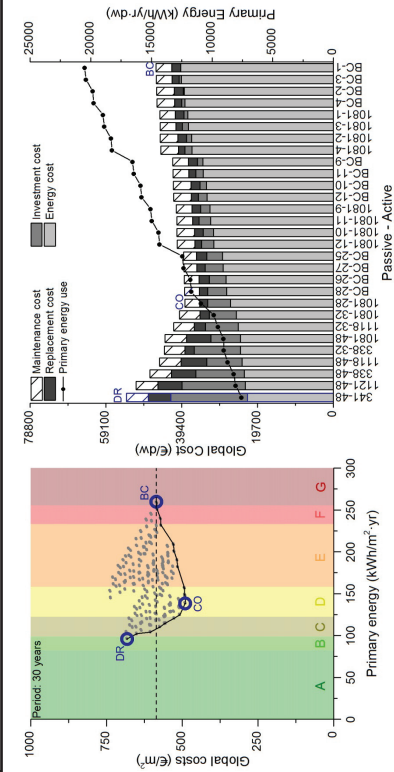 Period: 30 years
1000
750
500
250
0
Global costs (€/m²)
DR
CO
BC
A
B
C
D
E
F
G
0
50
100
150
200
250
300
Primary energy (kWh/m²·yr)
Maintenance cost
Replacement cost
Primary energy use
Investment cost
Energy cost
78800
59100
39400
19700
0
Global Cost (€/dw)
DR
CO
BC
25000
20000
15000
10000
5000
0
Primary Energy (kWh/yr·dw)
341-48
1121-48
338-48
1118-48
338-32
1081-48
1118-32
1081-32
1081-28
BC-28
BC-26
BC-27
BC-25
1081-12
1081-10
1081-11
1081-9
BC-12
BC-10
BC-11
BC-9
1081-4
1081-2
1081-3
1081-1
BC-4
BC-2
BC-3
BC-1
Passive - Active